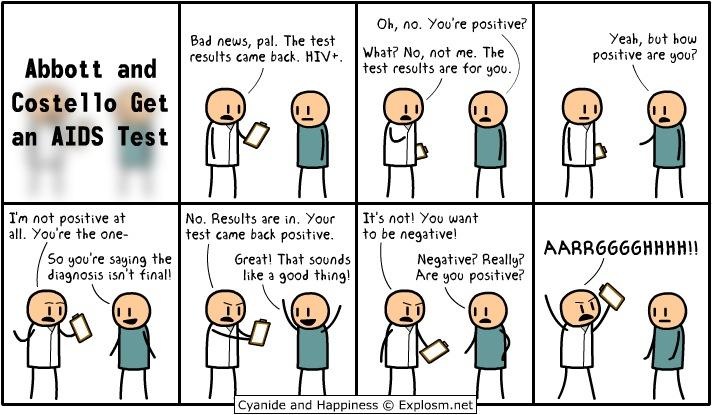 Abbott and
Costello Get
an AIDS Test
Bad news, pal. The test
results came back. HIV+.
Oh, no. You're positive?
What? No, not me. The
test results are for you.
Yeah, but how
positive are you?
I'm not positive at
all. You're the one-
So you're saying the
diagnosis isn't final!
No. Results are in. Your
test came back positive.
Great! That sounds
like a good thing!
It's not! You want
to be negative!
Negative? Really?
Are you positive?
AARRGGGGHHHH!!
Cyanide and Happiness © Explosm.net